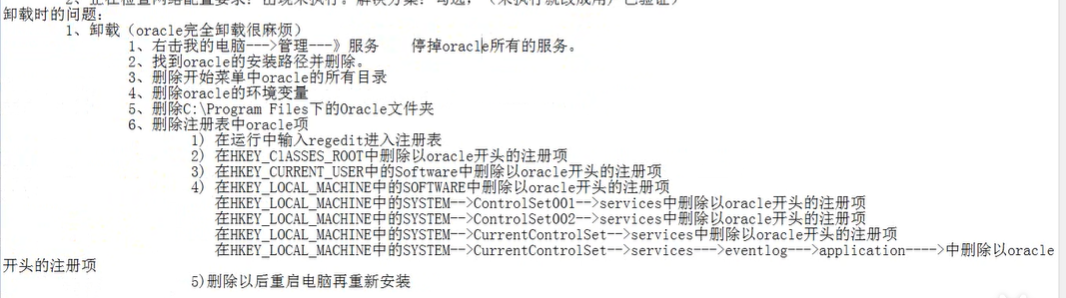 卸载时的问题:
1、卸载（oracle完全卸载很麻烦）
1、右击我的电脑--->管理---》服务    停掉oracle所有的服务。
2、找到oracle的安装路径并删除。
3、删除开始菜单中oracle的所有目录
4、删除oracle的环境变量
5、删除C:\Program Files下的Oracle文件夹
6、删除注册表中oracle项
1) 在运行中输入regedit进入注册表
2) 在HKEY_ClASSES_ROOT中删除以oracle开头的注册项
3) 在HKEY_CURRENT_USER中的Software中删除以oracle开头的注册项
4) 在HKEY_LOCAL_MACHINE中的SOFTWARE中删除以oracle开头的注册项
在HKEY_LOCAL_MACHINE中的SYSTEM-->ControlSet001-->services中删除以oracle开头的注册项
在HKEY_LOCAL_MACHINE中的SYSTEM-->ControlSet002-->services中删除以oracle开头的注册项
在HKEY_LOCAL_MACHINE中的SYSTEM-->CurrentControlSet-->services中删除以oracle开头的注册项
在HKEY_LOCAL_MACHINE中的SYSTEM-->CurrentControlSet-->services--->eventlog--->application---->中删除以oracle
开头的注册项
5)删除以后重启电脑再重新安装